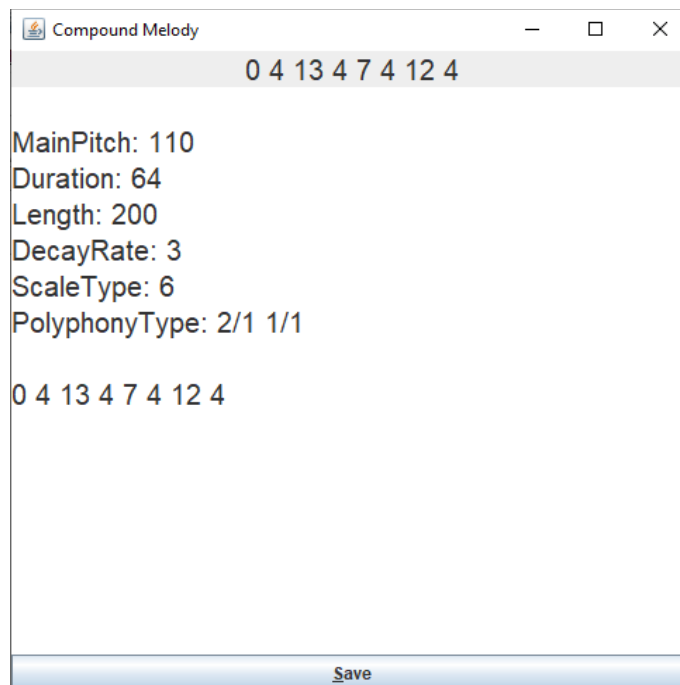 Compound Melody
0 4 13 4 7 4 12 4
MainPitch: 110
Duration: 64
Length: 200
DecayRate: 3
ScaleType: 6
PolyphonyType: 2/1 1/1
0 4 13 4 7 4 12 4
Save